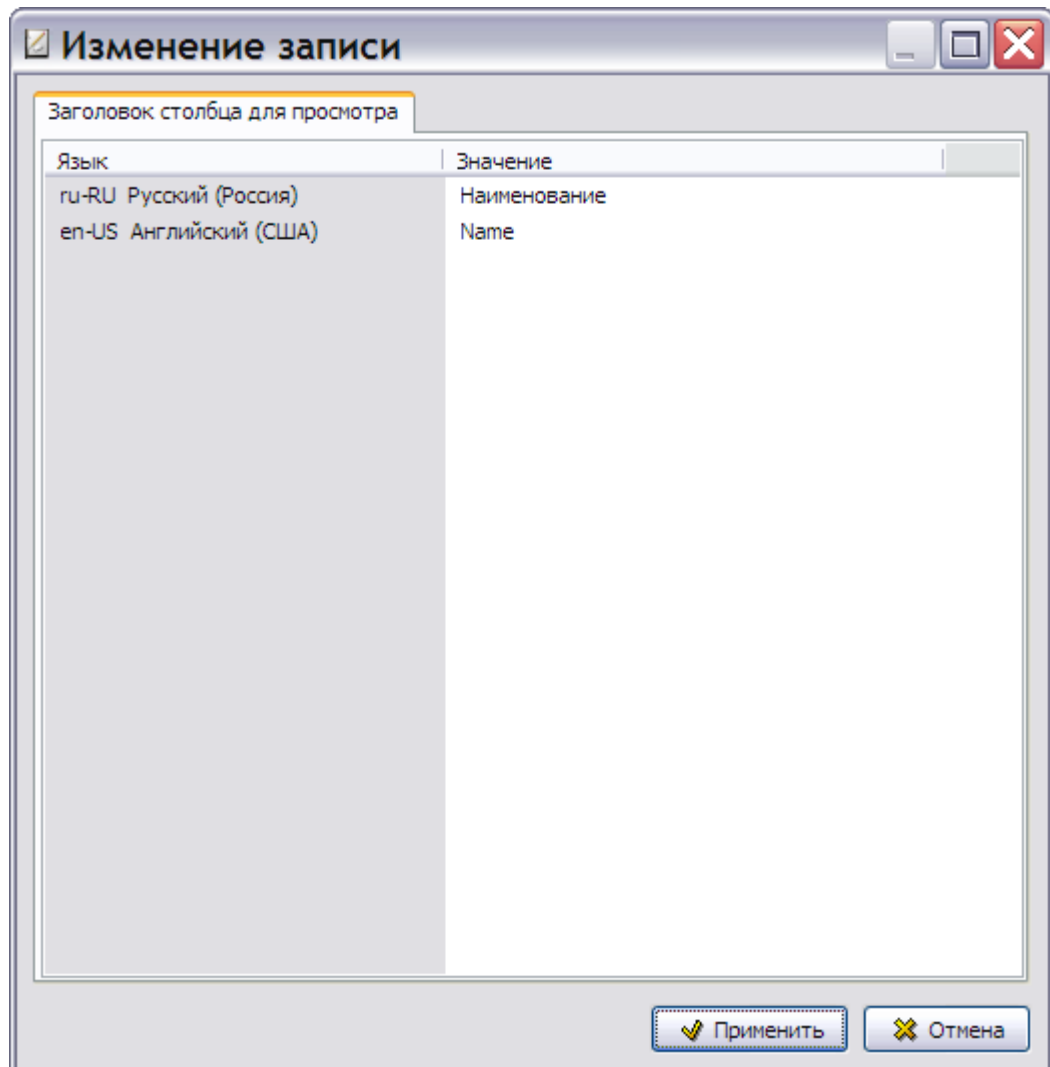 Изменение записи
Заголовок столбца для просмотра
Язык Значение
ru-RU Русский (Россия) Наименование
en-US Английский (США) Name
Применить Отмена